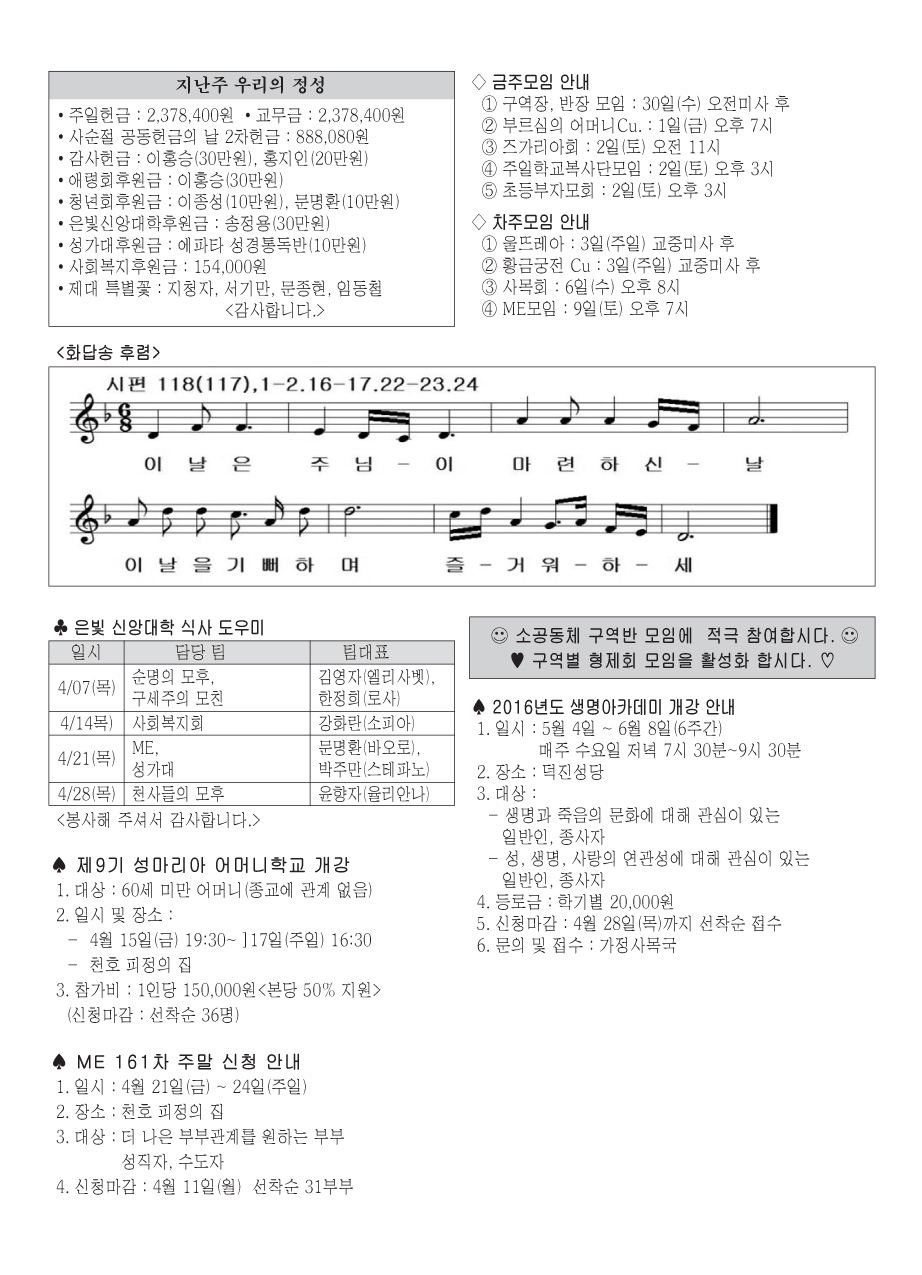 지난주 우리의 정성
• 주일헌금 : 2,378,400원 • 교무금 : 2,378,400원
• 사순절 공동헌금의 날 2차헌금 : 888,080원
• 감사헌금 : 이홍승(30만원), 홍지인(20만원)
• 애령회후원금 : 이홍승(30만원)
• 청년회후원금 : 이종성(10만원), 문명환(10만원)
• 은빛신앙대학후원금 : 송정용(30만원)
• 성가대후원금 : 에파타 성경통독반(10만원)
• 사회복지후원금 : 154,000원
• 제대 특별꽃 : 지청자, 서기만, 문종현, 임동철
<감사합니다.>
◇ 금주모임 안내
① 구역장, 반장 모임 : 30일(수) 오전미사 후
② 부르심의 어머니Cu. : 1일(금) 오후 7시
③ 즈가리아회 : 2일(토) 오전 11시
④ 주일학교복사단모임 : 2일(토) 오후 3시
⑤ 초등부자모회 : 2일(토) 오후 3시
◇ 차주모임 안내
① 울뜨레아 : 3일(주일) 교중미사 후
② 황금궁전 Cu : 3일(주일) 교중미사 후
③ 사목회 : 6일(수) 오후 8시
④ ME모임 : 9일(토) 오후 7시
<화답송 후렴>
시편 118(117),1-2.16-17.22-23.24
6
8
이 날 은 주 님 - 이 마 련 하 신 - 날
이 날 을 기 뻐 하 며 즐 - 거 워 - 하 - 세
♣ 은빛 신앙대학 식사 도우미
일시 담당 팀 팀대표
4/07(목) 순명의 모후, 구세주의 모친 김영자(엘리사벳), 한정희(로사)
4/14목) 사회복지회 강화란(소피아)
4/21(목) ME, 성가대 문명환(바오로), 박주만(스테파노)
4/28(목) 천사들의 모후 윤향자(율리안나)
<봉사해 주셔서 감사합니다.>
♠ 제9기 성마리아 어머니학교 개강
1. 대상 : 60세 미만 어머니(종교에 관계 없음)
2. 일시 및 장소 :
- 4월 15일(금) 19:30~ ]17일(주일) 16:30
- 천호 피정의 집
3. 참가비 : 1인당 150,000원<본당 50% 지원>
(신청마감 : 선착순 36명)
♠ ME 161차 주말 신청 안내
1. 일시 : 4월 21일(금) ~ 24일(주일)
2. 장소 : 천호 피정의 집
3. 대상 : 더 나은 부부관계를 원하는 부부
성직자, 수도자
4. 신청마감 : 4월 11일(월) 선착순 31부부
☺ 소공동체 구역반 모임에 적극 참여합시다. ☺
♥ 구역별 형제회 모임을 활성화 합시다. ♡
♠ 2016년도 생명아카데미 개강 안내
1. 일시 : 5월 4일 ~ 6월 8일(6주간)
매주 수요일 저녁 7시 30분~9시 30분
2. 장소 : 덕진성당
3. 대상 :
- 생명과 죽음의 문화에 대해 관심이 있는
일반인, 종사자
- 성, 생명, 사랑의 연관성에 대해 관심이 있는
일반인, 종사자
4. 등로금 : 학기별 20,000원
5. 신청마감 : 4월 28일(목)까지 선착순 접수
6. 문의 및 접수 : 가정사목국